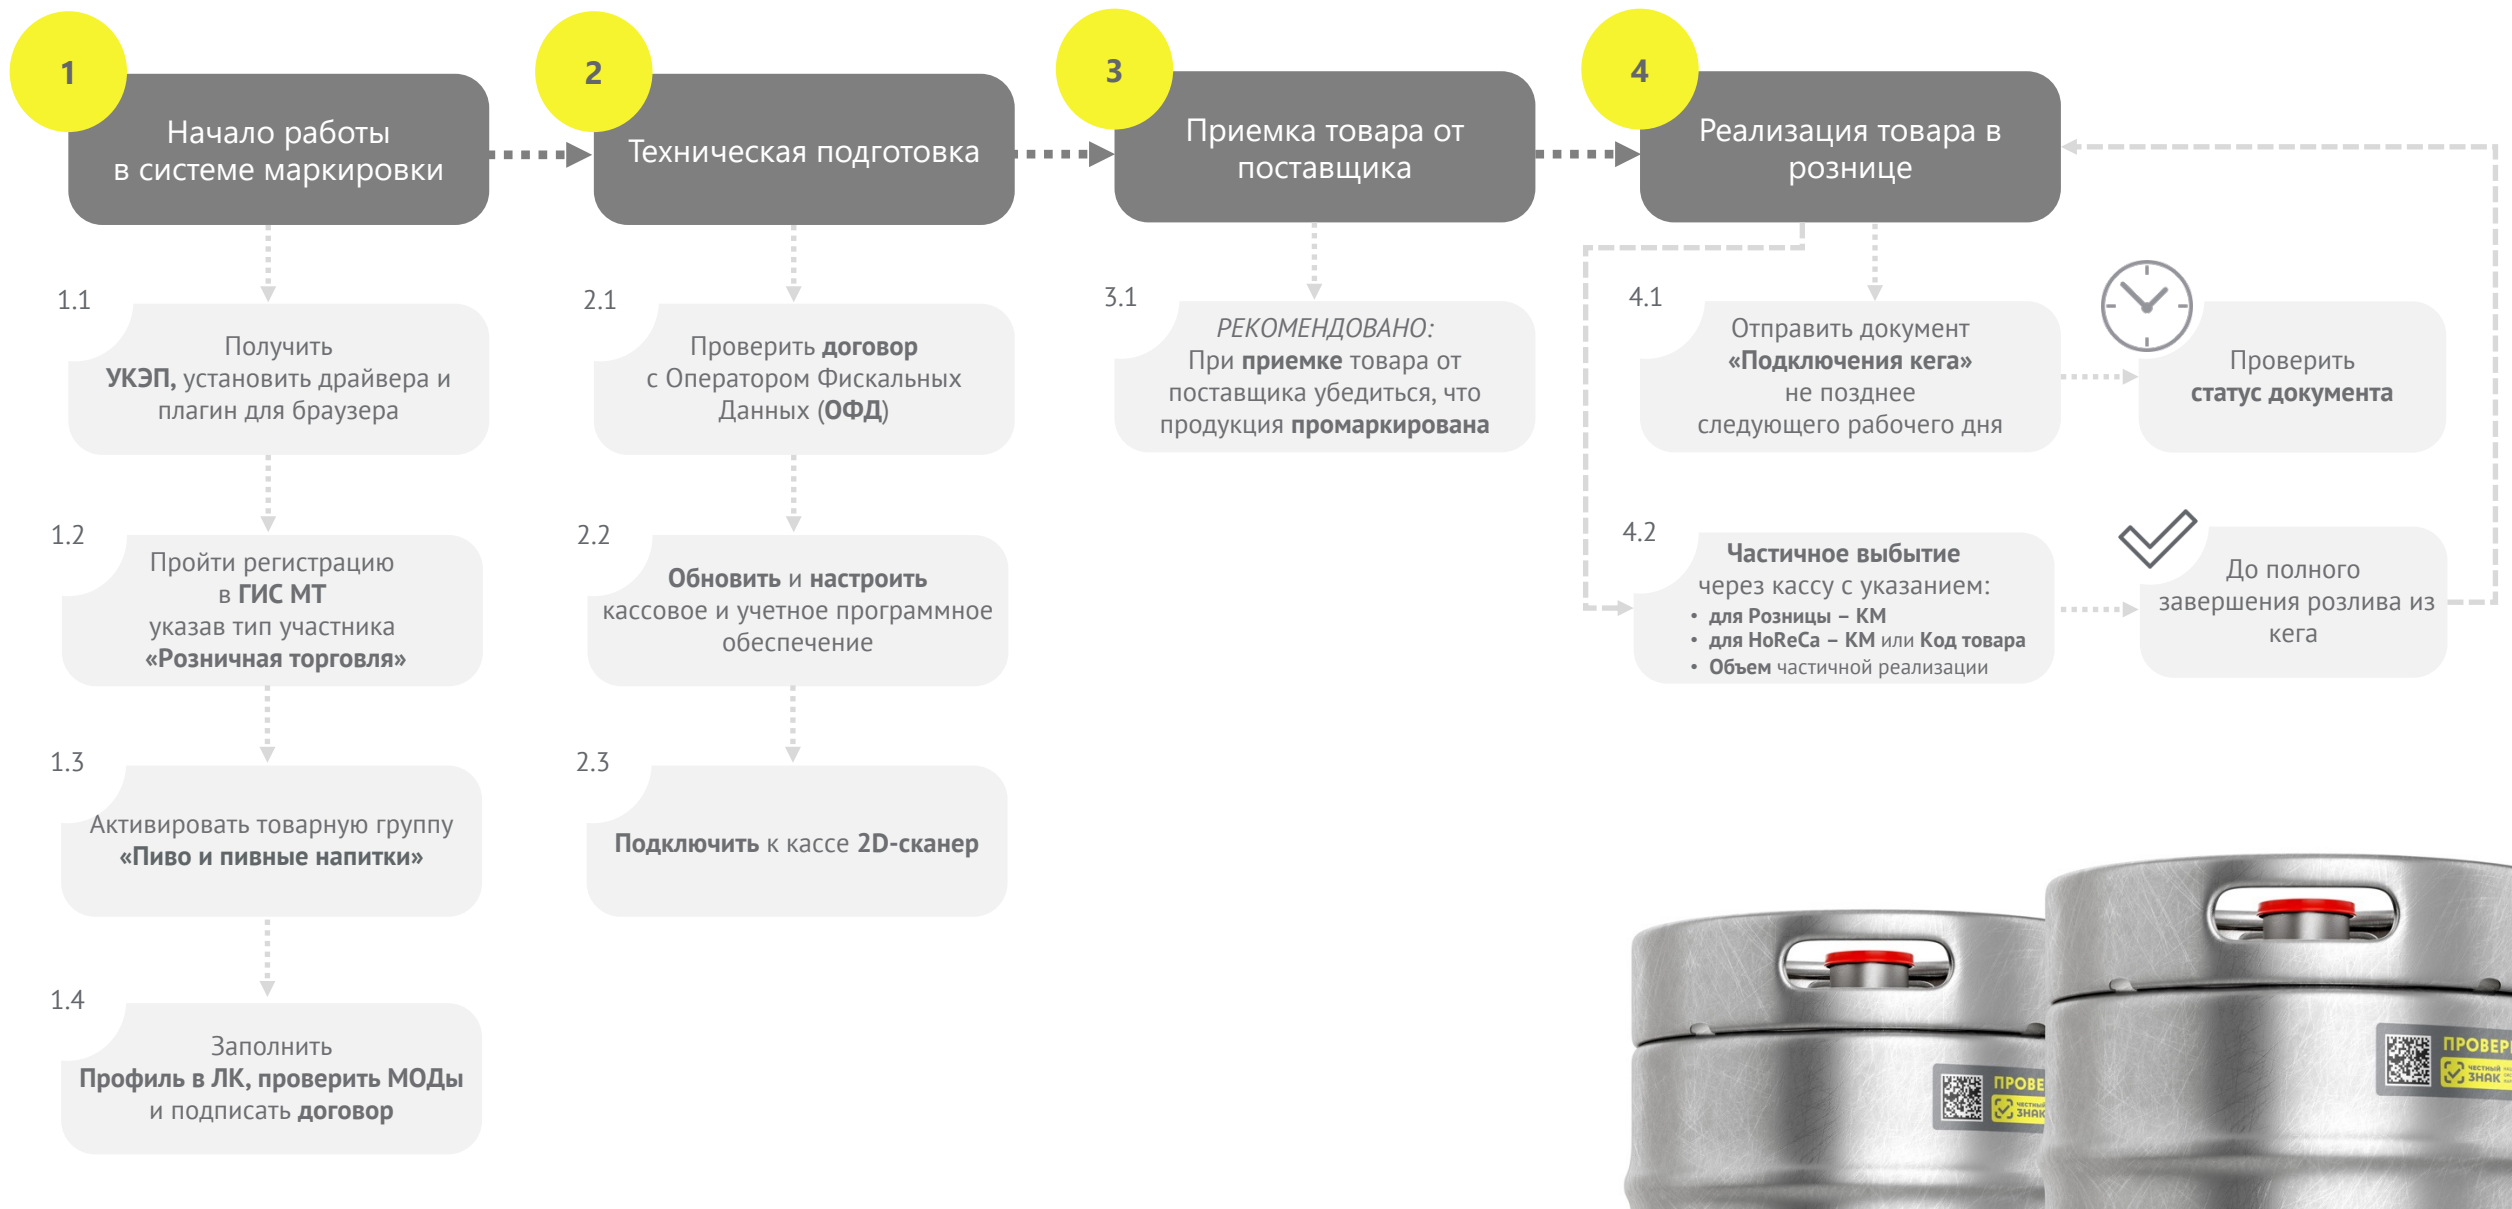 1
Начало работы
в системе маркировки
1.1
Получить
УКЭП, установить драйвера и
плагин для браузера
1.2
Пройти регистрацию
в ГИС МТ
указав тип участника
«Розничная торговля»
1.3
Активировать товарную группу
«Пиво и пивные напитки»
1.4
Заполнить
Профиль в ЛК, проверить МОДы
и подписать договор
2
Техническая подготовка
2.1
Проверить договор
с Оператором Фискальных
Данных (ОФД)
2.2
Обновить и настроить
кассовое и учетное программное
обеспечение
2.3
Подключить к кассе 2D-сканер
3
Приемка товара от
поставщика
3.1
РЕКОМЕНДОВАНО:
При приемке товара от
поставщика убедиться, что
продукция промаркирована
4
Реализация товара в
рознице
4.1
Отправить документ
«Подключения кега»
не позднее
следующего рабочего дня
Проверить
статус документа
4.2
Частичное выбытие
через кассу с указанием:
• для Розницы – КМ
• для HoReCa – КМ или Код товара
• Объем частичной реализации
До полного
завершения розлива из
кега
ПРОВЕ
ЧЕСТНЫЙ
ЗНАК
ПРОВЕР
ЧЕСТНЫЙ
ЗНАК